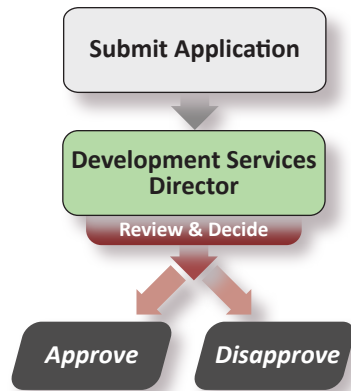 Submit Application
Development Services
Director
Review & Decide
Approve
Disapprove